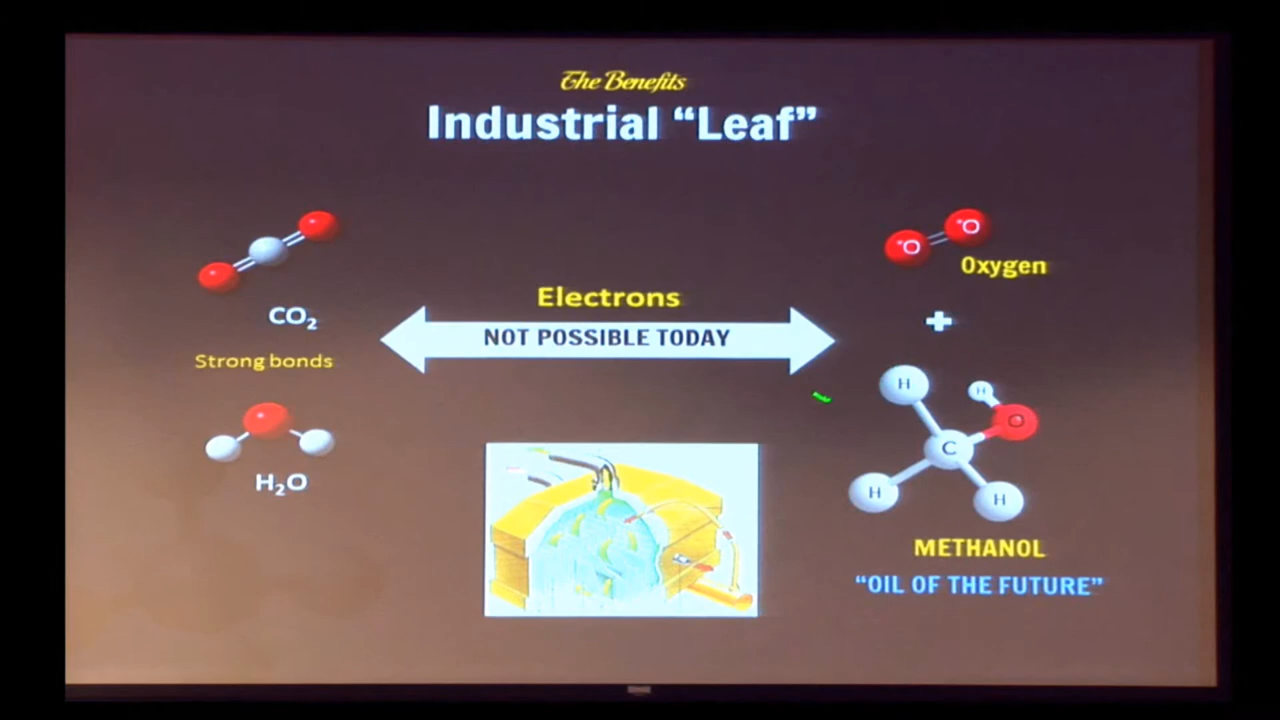 The Benefits
Industrial “Leaf”
CO₂
Strong bonds
H₂O
Electrons
NOT POSSIBLE TODAY
O
O
Oxygen
+
H
H
O
C
H
H
METHANOL
“OIL OF THE FUTURE”